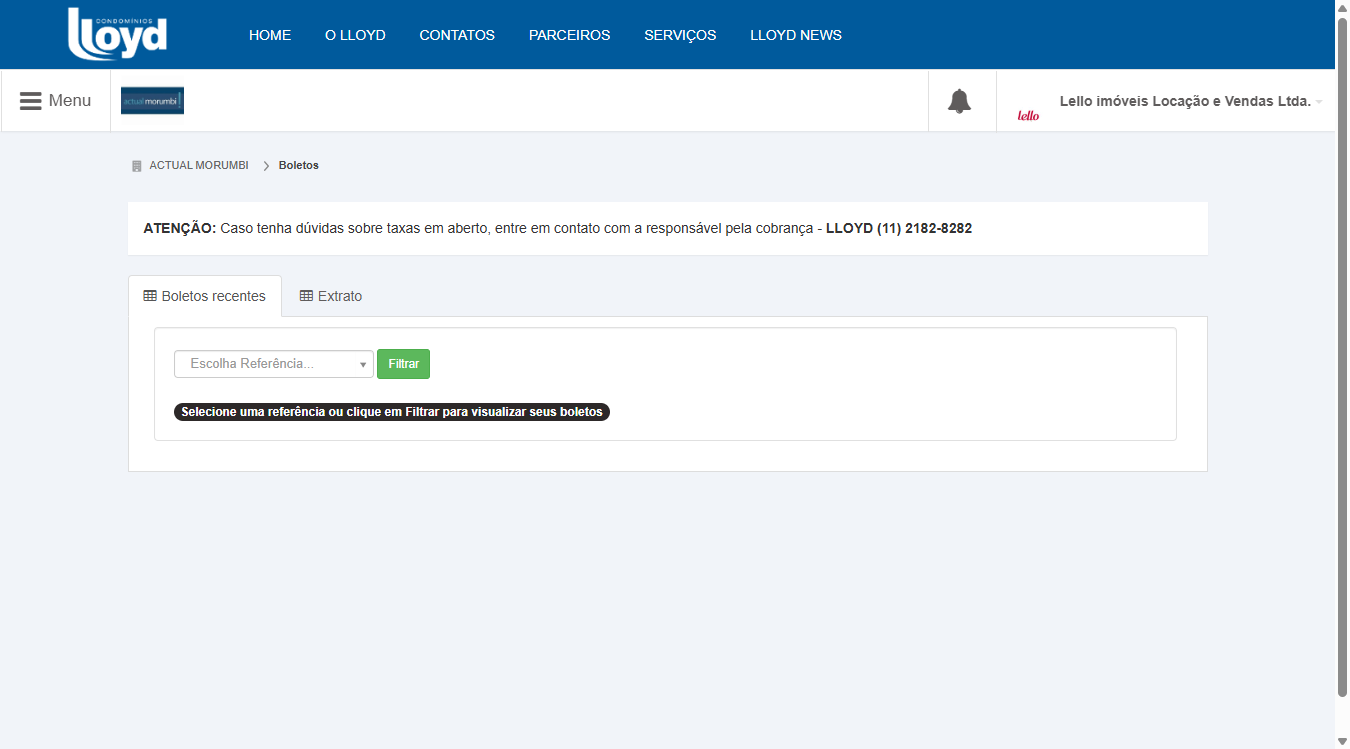 CONDOMÍNIOS
Lloyd
HOME
O LLOYD
CONTATOS
PARCEIROS
SERVIÇOS
LLOYD NEWS
Menu
actual morumbi
lello
Lello imóveis Locação e Vendas Ltda.
ACTUAL MORUMBI
Boletos
ATENÇÃO: Caso tenha dúvidas sobre taxas em aberto, entre em contato com a responsável pela cobrança - LLOYD (11) 2182-8282
Boletos recentes
Extrato
Escolha Referência...
Filtrar
Selecione uma referência ou clique em Filtrar para visualizar seus boletos